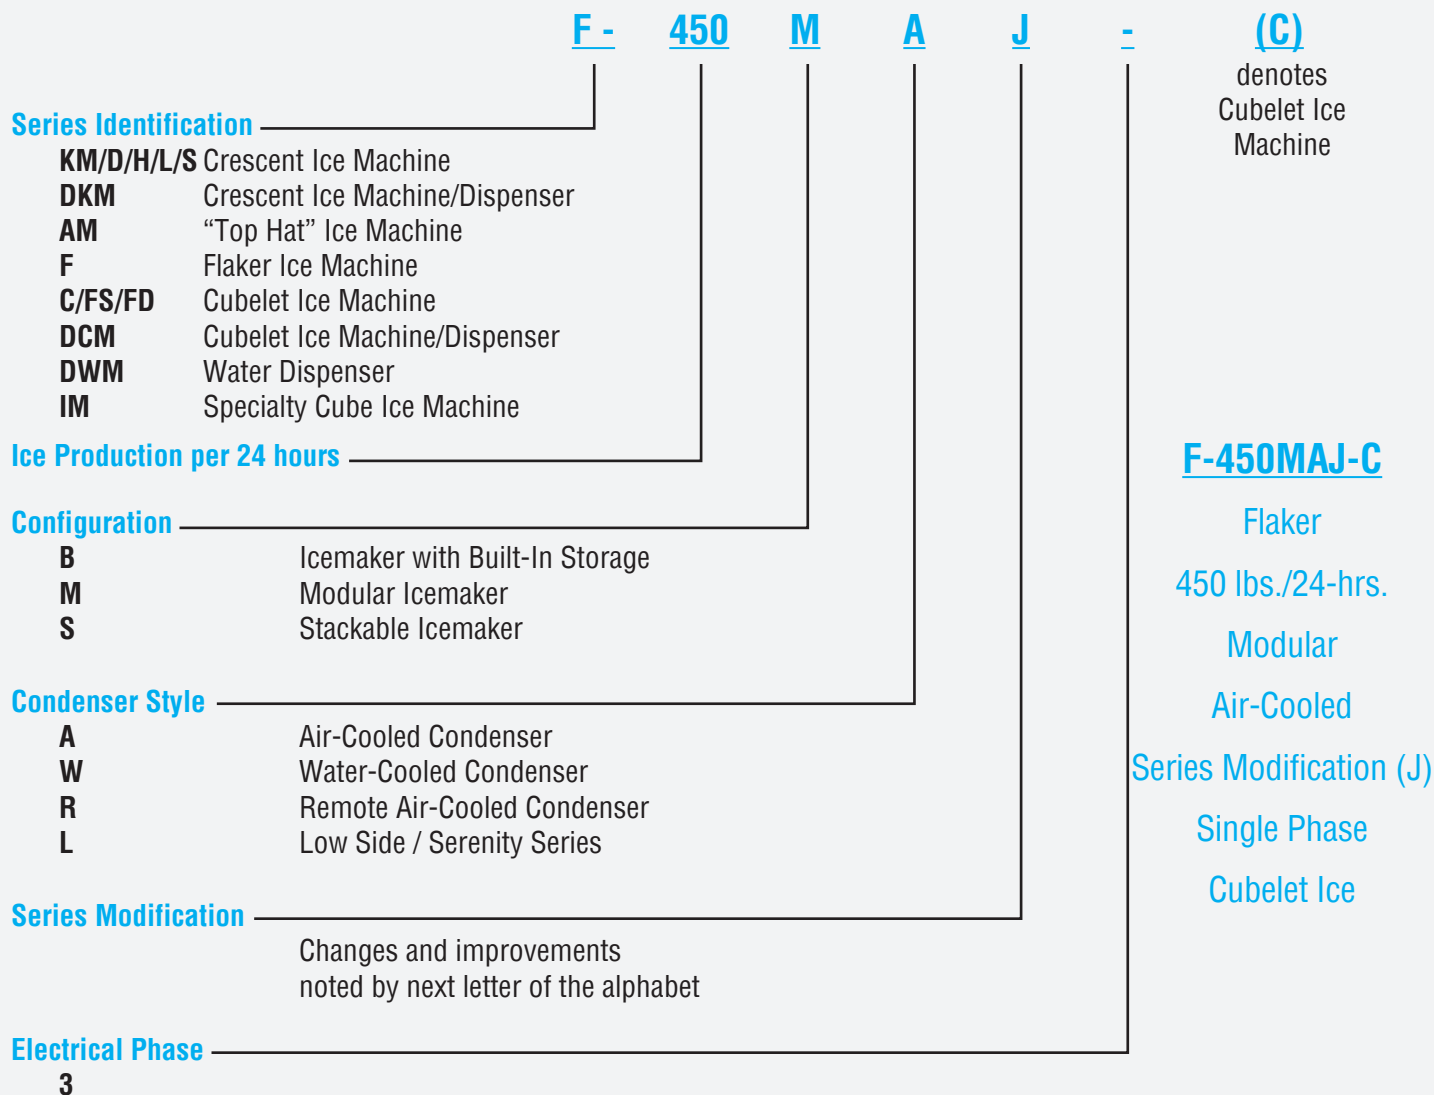 F - 450 M A J - (C)
denotes
Cubelet Ice
Machine
Series Identification
KM/D/H/L/S Crescent Ice Machine
DKM Crescent Ice Machine/Dispenser
AM “Top Hat” Ice Machine
F Flaker Ice Machine
C/FS/FD Cubelet Ice Machine
DCM Cubelet Ice Machine/Dispenser
DWM Water Dispenser
IM Specialty Cube Ice Machine
Ice Production per 24 hours
Configuration
B Icemaker with Built-In Storage
M Modular Icemaker
S Stackable Icemaker
Condenser Style
A Air-Cooled Condenser
W Water-Cooled Condenser
R Remote Air-Cooled Condenser
L Low Side / Serenity Series
Series Modification
Changes and improvements
noted by next letter of the alphabet
Electrical Phase
3
F-450MAJ-C
Flaker
450 lbs./24-hrs.
Modular
Air-Cooled
Series Modification (J)
Single Phase
Cubelet Ice